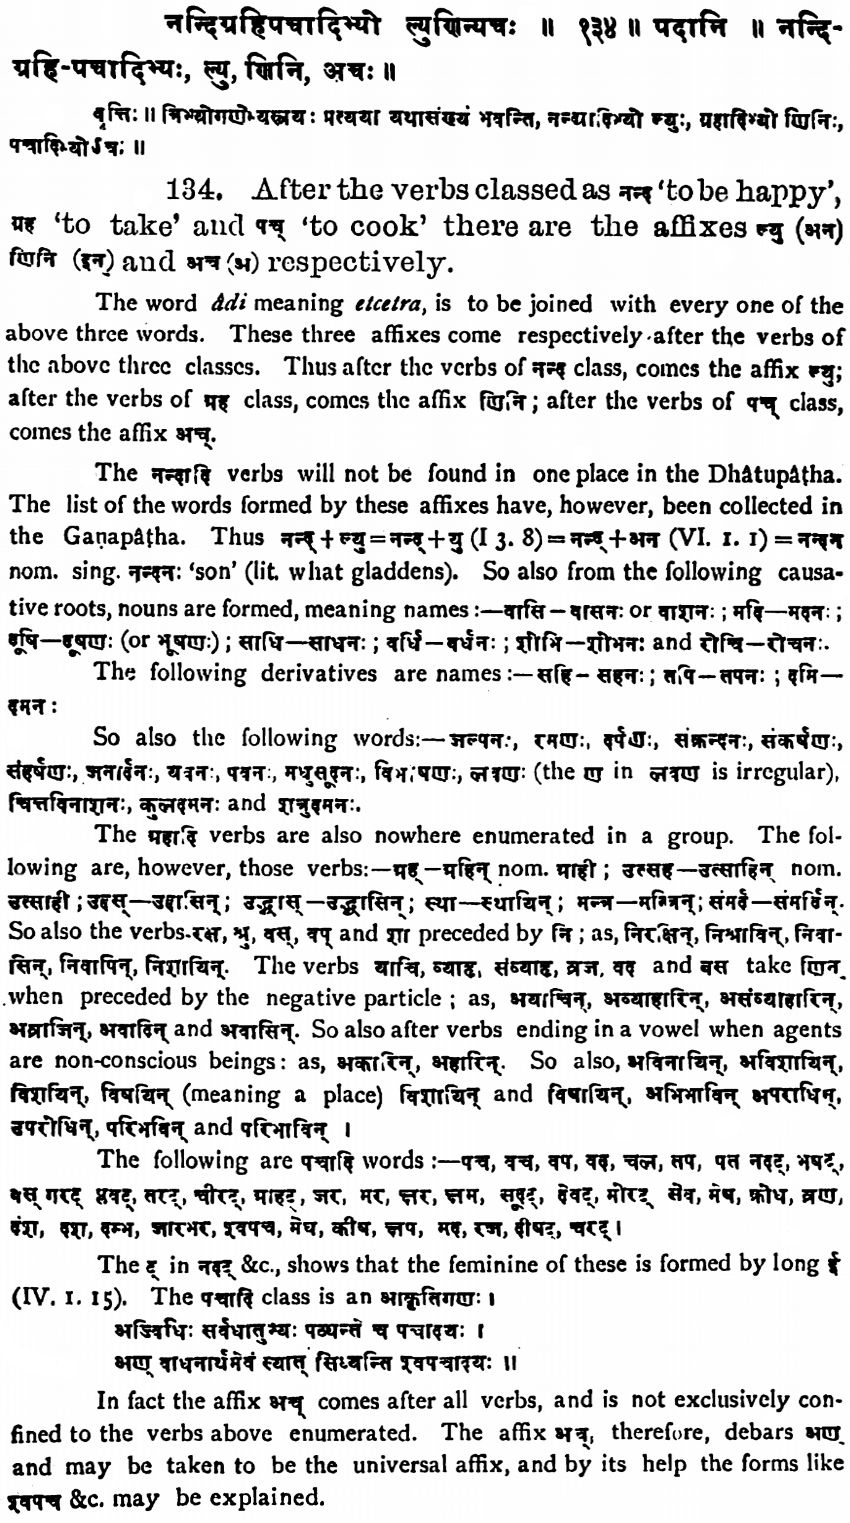 नन्दिग्रहिपचादिभ्यो ल्युणिन्यचः ॥ १३४ ॥ पदानि ॥ नन्दि-
ग्रहि-पचादिभ्यः, ल्यु, णिनि, अचः ॥
वृत्तिः ॥ त्रिभ्योगणेभ्यस्त्रयः प्रत्यया यथासंख्यं भवन्ति, नन्द्यादिभ्यो ल्युः, ग्रहादिभ्यो णिनिः,
पचादिभ्योऽचः ॥
134. After the verbs classed as नन्द 'to be happy',
ग्रह 'to take' and पच् 'to cook' there are the affixes ल्यु (अन)
णिनि (इन्) and अच (अ) respectively.
The word âdi meaning etcetra, is to be joined with every one of the
above three words. These three affixes come respectively after the verbs of
the above three classes. Thus after the verbs of नन्द class, comes the affix ल्यु;
after the verbs of ग्रह class, comes the affix णिनि; after the verbs of पच् class,
comes the affix अच्.
The नन्दादि verbs will not be found in one place in the Dhâtupâṭha.
The list of the words formed by these affixes have, however, been collected in
the Gaṇapâṭha. Thus नन्द्+ल्यु=नन्द्+यु (I 3. 8)=नन्द्+अन (VI. 1. 1)=नन्दन
nom. sing. नन्दनः 'son' (lit. what gladdens). So also from the following causa-
tive roots, nouns are formed, meaning names :—वासि—वासनः or वाशनः; मदि—मदनः;
दूषि—दूषणः (or भूषणः); साधि—साधनः; वर्धि—वर्धनः; शोभि—शोभनः and रोचि—रोचनः.
The following derivatives are names :—सहि—सहनः; तपि—तपनः; दमि—
दमनः
So also the following words:—जल्पनः, रमणः, दर्पणः, संक्रन्दनः, संकर्षणः,
संहर्षणः, जनार्दनः, यवनः, पवनः, मधुसूदनः, विभीषणः, लवणः (the ण in लवण is irregular),
चित्तविनाशनः, कुलदमनः and शत्रुदमनः.
The ग्रहादि verbs are also nowhere enumerated in a group. The fol-
lowing are, however, those verbs:—ग्रह्—ग्रहिन् nom. ग्राही; उत्सह—उत्साहिन् nom.
उत्साही; उद्दस्—उद्दासिन्; उद्भास्—उद्भासिन्; स्था—स्थायिन्; मन्त्र—मन्त्रिन्; संमर्द—संमर्दिन्.
So also the verbs रक्ष, श्रु, वस्, वप् and शा preceded by नि; as, निरक्षिन्, निश्राविन्, निवा-
सिन्, निवापिन्, निशायिन्. The verbs याचि, व्याहृ, संव्याहृ, व्रज, वद and वस take णिन्
when preceded by the negative particle; as, अयाचिन्, अव्याहारिन्, असंव्याहारिन्,
अव्राजिन्, अवादिन् and अवासिन्. So also after verbs ending in a vowel when agents
are non-conscious beings: as, अकारिन्, अहारिन्. So also, अविनायिन्, अविशायिन्,
विशयिन्, विषयिन् (meaning a place) विशायिन् and विषायिन्, अभिभाविन् अपराधिन्,
उपरोधिन्, परिभविन् and परिभाविन् ।
The following are पचादि words :—पच, वच, वप, वद, चल, तप, पत नदट्, भषट्,
वस् गरट् प्लवट्, तरट्, चोरट्, ग्राहट्, जर, मर, क्षर, क्षम, सूदट्, देवट्, मोरट् सेव, मेष, क्रोध, व्रण,
दंश, दश, दम्भ, जारभर, श्वपच, मेघ, कीष, क्षप, मद, रज, दोषट्, चरट् ।
The ट् in नदट् &c., shows that the feminine of these is formed by long ई
(IV. 1. 15). The पचादि class is an आकृतिगणः ।
अज्विधिः सर्वधातुभ्यः पठ्यन्ते च पचादयः ।
अण् बाधनार्थमेवं स्यात् सिध्यन्ति श्वपचादयः ॥
In fact the affix अच् comes after all verbs, and is not exclusively con-
fined to the verbs above enumerated. The affix अच्, therefore, debars अण्
and may be taken to be the universal affix, and by its help the forms like
श्वपच &c. may be explained.